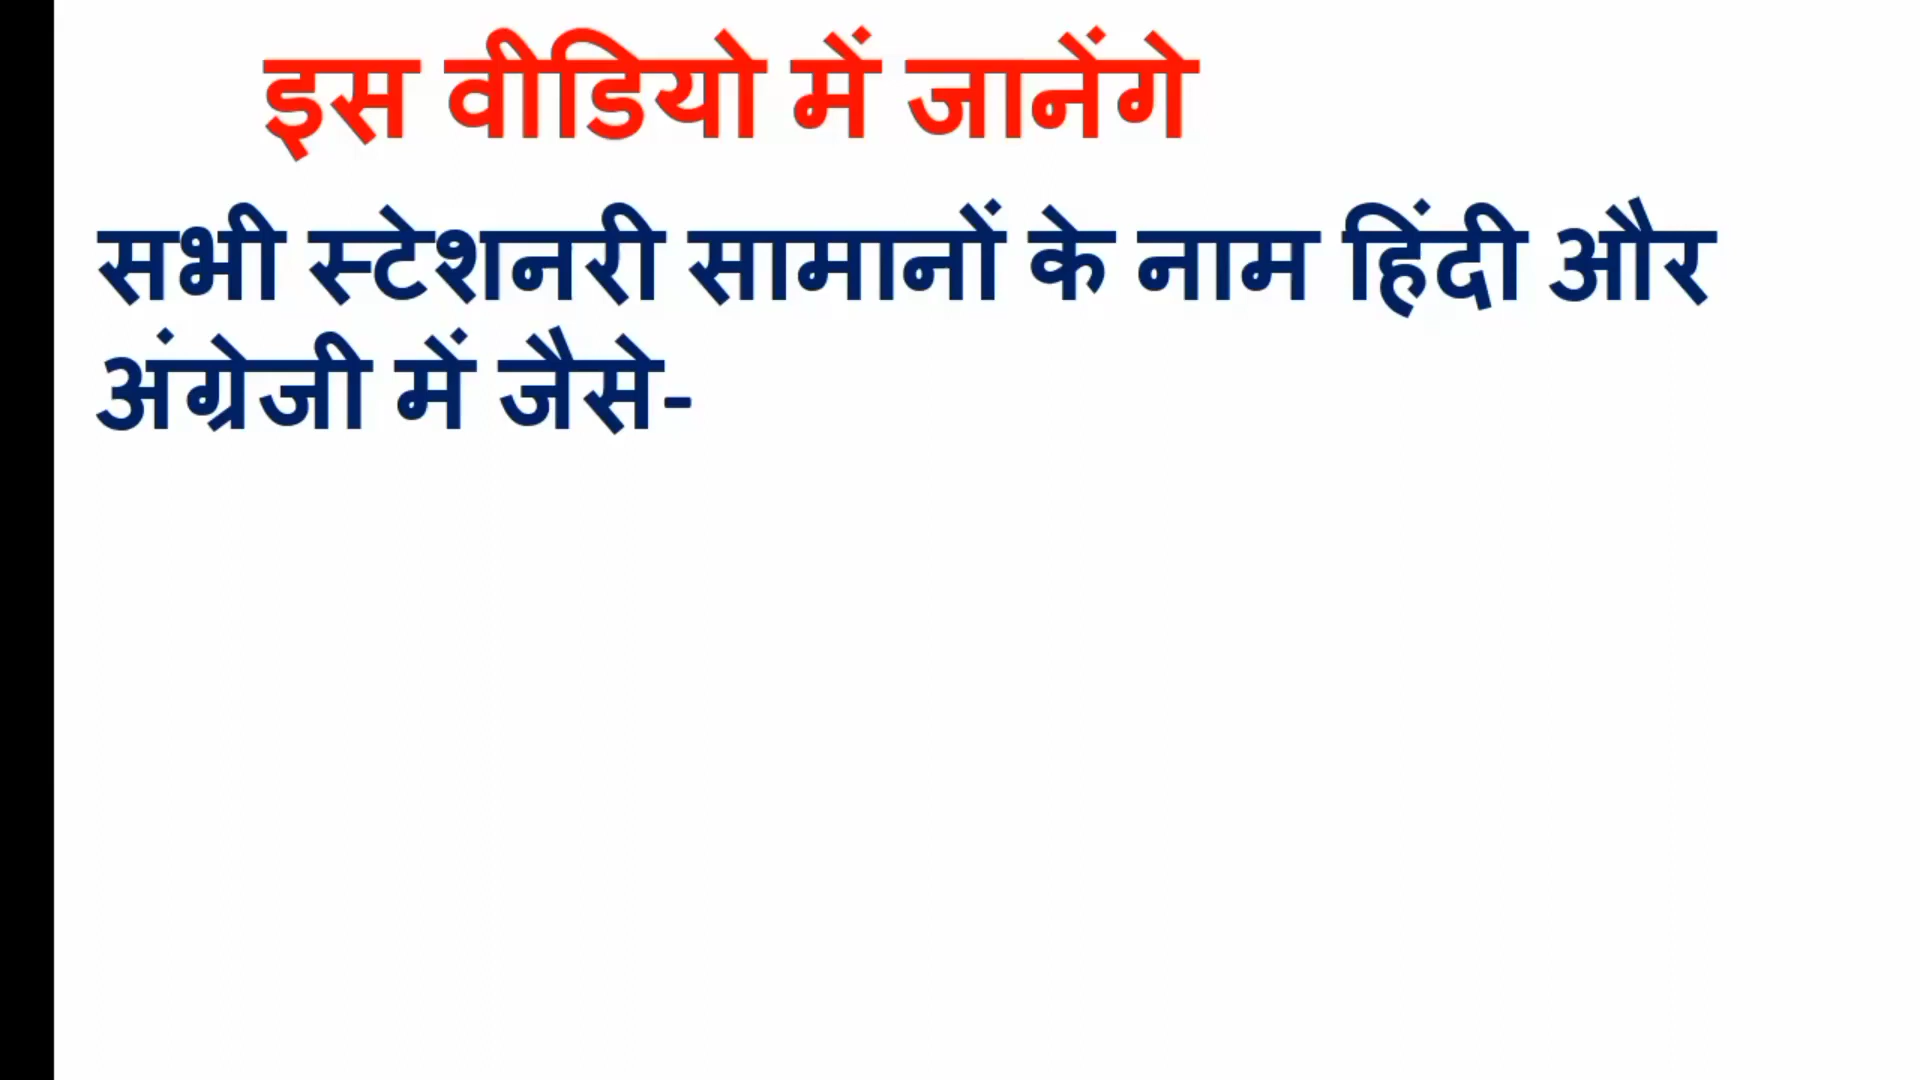 इस वीडियो में जानेंगे
सभी स्टेशनरी सामानों के नाम हिंदी और
अंग्रेजी में जैसे-